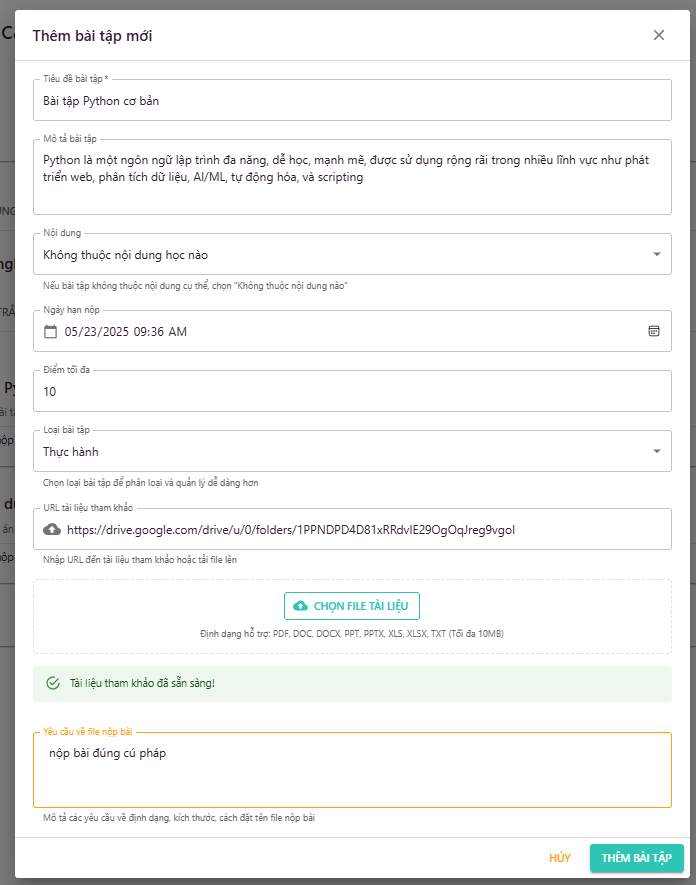 Thêm bài tập mới
Tiêu đề bài tập *
Bài tập Python cơ bản
Mô tả bài tập
Python là một ngôn ngữ lập trình đa năng, dễ học, mạnh mẽ, được sử dụng rộng rãi trong nhiều lĩnh vực như phát
triển web, phân tích dữ liệu, AI/ML, tự động hóa, và scripting
Nội dung
Không thuộc nội dung học nào
Nếu bài tập không thuộc nội dung cụ thể, chọn "Không thuộc nội dung nào"
Ngày hạn nộp
05/23/2025 09:36 AM
Điểm tối đa
10
Loại bài tập
Thực hành
Chọn loại bài tập để phân loại và quản lý dễ dàng hơn
URL tài liệu tham khảo
https://drive.google.com/drive/u/0/folders/1PPNDPD4D81xRRdvIE29OgOqJreg9vgoI
Nhập URL đến tài liệu tham khảo hoặc tải file lên
CHỌN FILE TÀI LIỆU
Định dạng hỗ trợ: PDF, DOC, DOCX, PPT, PPTX, XLS, XLSX, TXT (Tối đa 10MB)
Tài liệu tham khảo đã sẵn sàng!
Yêu cầu về file nộp bài
nộp bài đúng cú pháp
Mô tả các yêu cầu về định dạng, kích thước, cách đặt tên file nộp bài
HỦY
THÊM BÀI TẬP